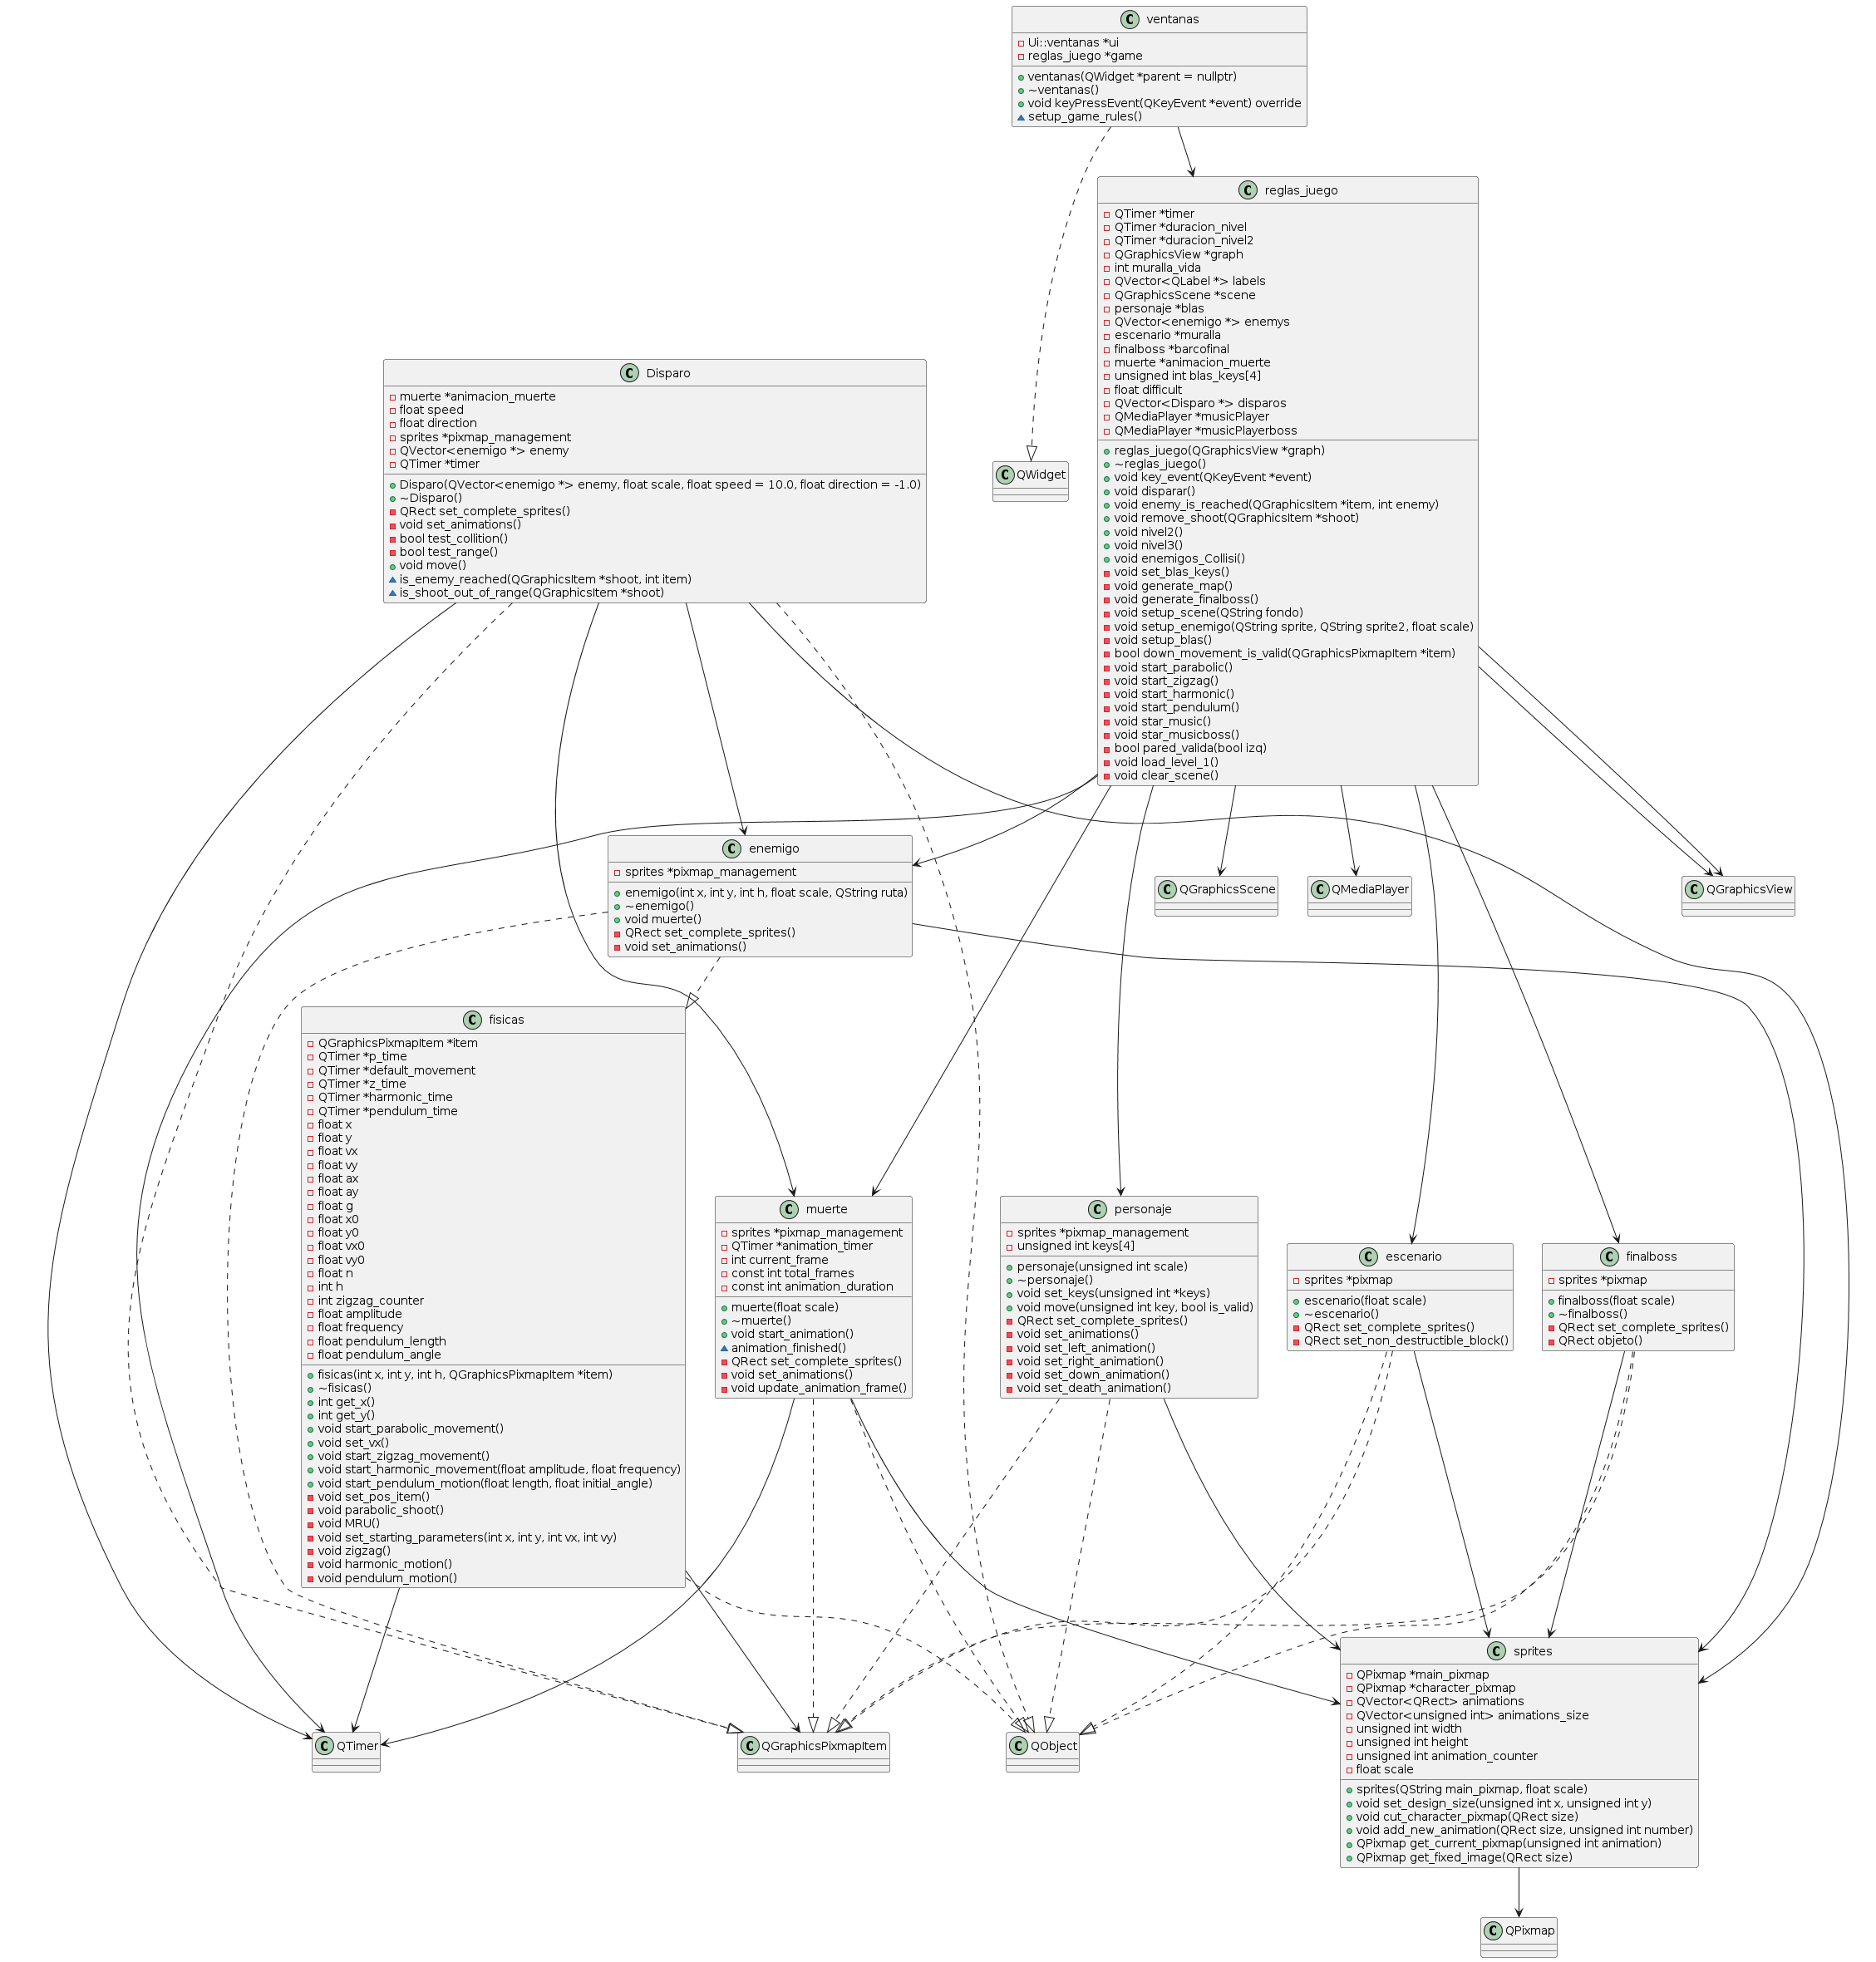 ventanas
Ui::ventanas *ui
reglas_juego *game
ventanas(QWidget *parent = nullptr)
~ventanas()
void keyPressEvent(QKeyEvent *event) override
setup_game_rules()
reglas_juego
QTimer *timer
QTimer *duracion_nivel
QTimer *duracion_nivel2
QGraphicsView *graph
int muralla_vida
QVector<QLabel *> labels
QGraphicsScene *scene
personaje *blas
QVector<enemigo *> enemys
escenario *muralla
finalboss *barcofinal
muerte *animacion_muerte
unsigned int blas_keys[4]
float difficult
QVector<Disparo *> disparos
QMediaPlayer *musicPlayer
QMediaPlayer *musicPlayerboss
reglas_juego(QGraphicsView *graph)
~reglas_juego()
void key_event(QKeyEvent *event)
void disparar()
void enemy_is_reached(QGraphicsItem *item, int enemy)
void remove_shoot(QGraphicsItem *shoot)
void nivel2()
void nivel3()
void enemigos_Collisi()
void set_blas_keys()
void generate_map()
void generate_finalboss()
void setup_scene(QString fondo)
void setup_enemigo(QString sprite, QString sprite2, float scale)
void setup_blas()
bool down_movement_is_valid(QGraphicsPixmapItem *item)
void start_parabolic()
void start_zigzag()
void start_harmonic()
void start_pendulum()
void star_music()
void star_musicboss()
bool pared_valida(bool izq)
void load_level_1()
void clear_scene()
Disparo
muerte *animacion_muerte
float speed
float direction
sprites *pixmap_management
QVector<enemigo *> enemy
QTimer *timer
Disparo(QVector<enemigo *> enemy, float scale, float speed = 10.0, float direction = -1.0)
~Disparo()
QRect set_complete_sprites()
void set_animations()
bool test_collition()
bool test_range()
void move()
is_enemy_reached(QGraphicsItem *shoot, int item)
is_shoot_out_of_range(QGraphicsItem *shoot)
QWidget
enemigo
sprites *pixmap_management
enemigo(int x, int y, int h, float scale, QString ruta)
~enemigo()
void muerte()
QRect set_complete_sprites()
void set_animations()
QGraphicsScene
QMediaPlayer
QGraphicsView
fisicas
QGraphicsPixmapItem *item
QTimer *p_time
QTimer *default_movement
QTimer *z_time
QTimer *harmonic_time
QTimer *pendulum_time
float x
float y
float vx
float vy
float ax
float ay
float g
float x0
float y0
float vx0
float vy0
float n
int h
int zigzag_counter
float amplitude
float frequency
float pendulum_length
float pendulum_angle
fisicas(int x, int y, int h, QGraphicsPixmapItem *item)
~fisicas()
int get_x()
int get_y()
void start_parabolic_movement()
void set_vx()
void start_zigzag_movement()
void start_harmonic_movement(float amplitude, float frequency)
void start_pendulum_motion(float length, float initial_angle)
void set_pos_item()
void parabolic_shoot()
void MRU()
void set_starting_parameters(int x, int y, int vx, int vy)
void zigzag()
void harmonic_motion()
void pendulum_motion()
muerte
sprites *pixmap_management
QTimer *animation_timer
int current_frame
const int total_frames
const int animation_duration
muerte(float scale)
~muerte()
void start_animation()
animation_finished()
QRect set_complete_sprites()
void set_animations()
void update_animation_frame()
personaje
sprites *pixmap_management
unsigned int keys[4]
personaje(unsigned int scale)
~personaje()
void set_keys(unsigned int *keys)
void move(unsigned int key, bool is_valid)
QRect set_complete_sprites()
void set_animations()
void set_left_animation()
void set_right_animation()
void set_down_animation()
void set_death_animation()
escenario
sprites *pixmap
escenario(float scale)
~escenario()
QRect set_complete_sprites()
QRect set_non_destructible_block()
finalboss
sprites *pixmap
finalboss(float scale)
~finalboss()
QRect set_complete_sprites()
QRect objeto()
sprites
QPixmap *main_pixmap
QPixmap *character_pixmap
QVector<QRect> animations
QVector<unsigned int> animations_size
unsigned int width
unsigned int height
unsigned int animation_counter
float scale
sprites(QString main_pixmap, float scale)
void set_design_size(unsigned int x, unsigned int y)
void cut_character_pixmap(QRect size)
void add_new_animation(QRect size, unsigned int number)
QPixmap get_current_pixmap(unsigned int animation)
QPixmap get_fixed_image(QRect size)
QTimer
QGraphicsPixmapItem
QObject
QPixmap